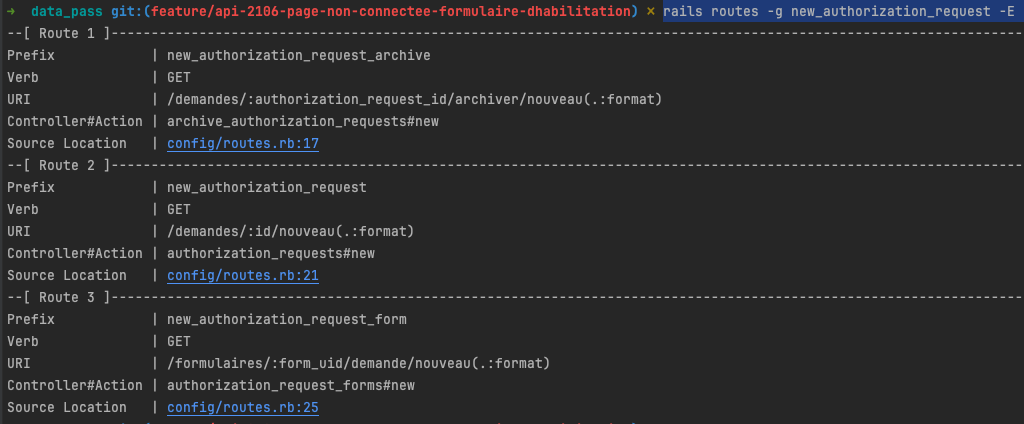 → data_pass git:(feature/api-2106-page-non-connectee-formulaire-dhabilitation) ✗ rails routes -g new_authorization_request -E
--[ Route 1 ]------------------------------------------------------------------------------------------------------------------
Prefix            | new_authorization_request_archive
Verb              | GET
URI               | /demandes/:authorization_request_id/archiver/nouveau(.:format)
Controller#Action | archive_authorization_requests#new
Source Location   | config/routes.rb:17
--[ Route 2 ]------------------------------------------------------------------------------------------------------------------
Prefix            | new_authorization_request
Verb              | GET
URI               | /demandes/:id/nouveau(.:format)
Controller#Action | authorization_requests#new
Source Location   | config/routes.rb:21
--[ Route 3 ]------------------------------------------------------------------------------------------------------------------
Prefix            | new_authorization_request_form
Verb              | GET
URI               | /formulaires/:form_uid/demande/nouveau(.:format)
Controller#Action | authorization_request_forms#new
Source Location   | config/routes.rb:25